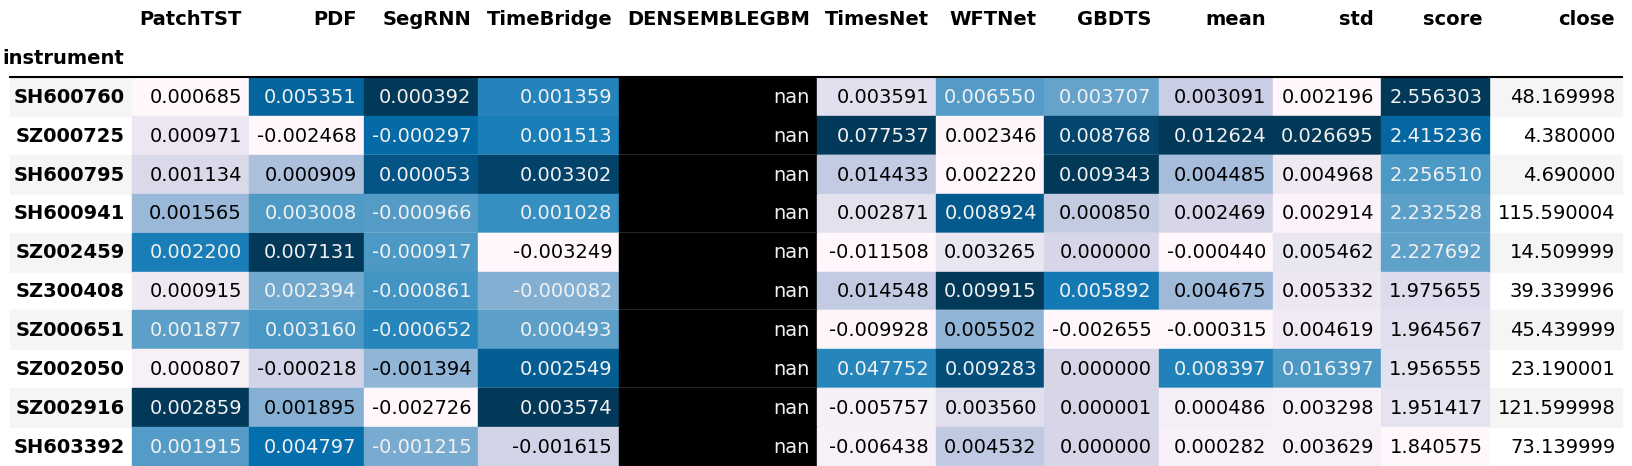 PatchTST PDF SegRNN TimeBridge DENSEMBLEGBM TimesNet WFTNet GBDTS mean std score close
instrument
SH600760 0.000685 0.005351 0.000392 0.001359 nan 0.003591 0.006550 0.003707 0.003091 0.002196 2.556303 48.169998
SZ000725 0.000971 -0.002468 -0.000297 0.001513 nan 0.077537 0.002346 0.008768 0.012624 0.026695 2.415236 4.380000
SH600795 0.001134 0.000909 0.000053 0.003302 nan 0.014433 0.002220 0.009343 0.004485 0.004968 2.256510 4.690000
SH600941 0.001565 0.003008 -0.000966 0.001028 nan 0.002871 0.008924 0.000850 0.002469 0.002914 2.232528 115.590004
SZ002459 0.002200 0.007131 -0.000917 -0.003249 nan -0.011508 0.003265 0.000000 -0.000440 0.005462 2.227692 14.509999
SZ300408 0.000915 0.002394 -0.000861 -0.000082 nan 0.014548 0.009915 0.005892 0.004675 0.005332 1.975655 39.339996
SZ000651 0.001877 0.003160 -0.000652 0.000493 nan -0.009928 0.005502 -0.002655 -0.000315 0.004619 1.964567 45.439999
SZ002050 0.000807 -0.000218 -0.001394 0.002549 nan 0.047752 0.009283 0.000000 0.008397 0.016397 1.956555 23.190001
SZ002916 0.002859 0.001895 -0.002726 0.003574 nan -0.005757 0.003560 0.000001 0.000486 0.003298 1.951417 121.599998
SH603392 0.001915 0.004797 -0.001215 -0.001615 nan -0.006438 0.004532 0.000000 0.000282 0.003629 1.840575 73.139999